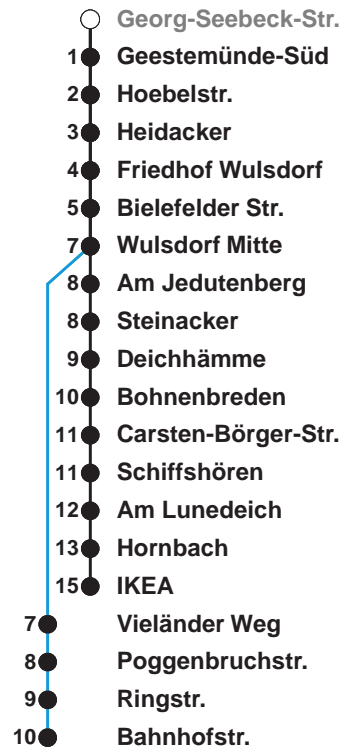 Georg-Seebeck-Str.
1 Geestemünde-Süd
2 Hoebelstr.
3 Heidacker
4 Friedhof Wulsdorf
5 Bielefelder Str.
7 Wulsdorf Mitte
8 Am Jedutenberg
8 Steinacker
9 Deichhämme
10 Bohnenbreden
11 Carsten-Börger-Str.
11 Schiffshören
12 Am Lunedeich
13 Hornbach
15 IKEA
7 Vieländer Weg
8 Poggenbruchstr.
9 Ringstr.
10 Bahnhofstr.